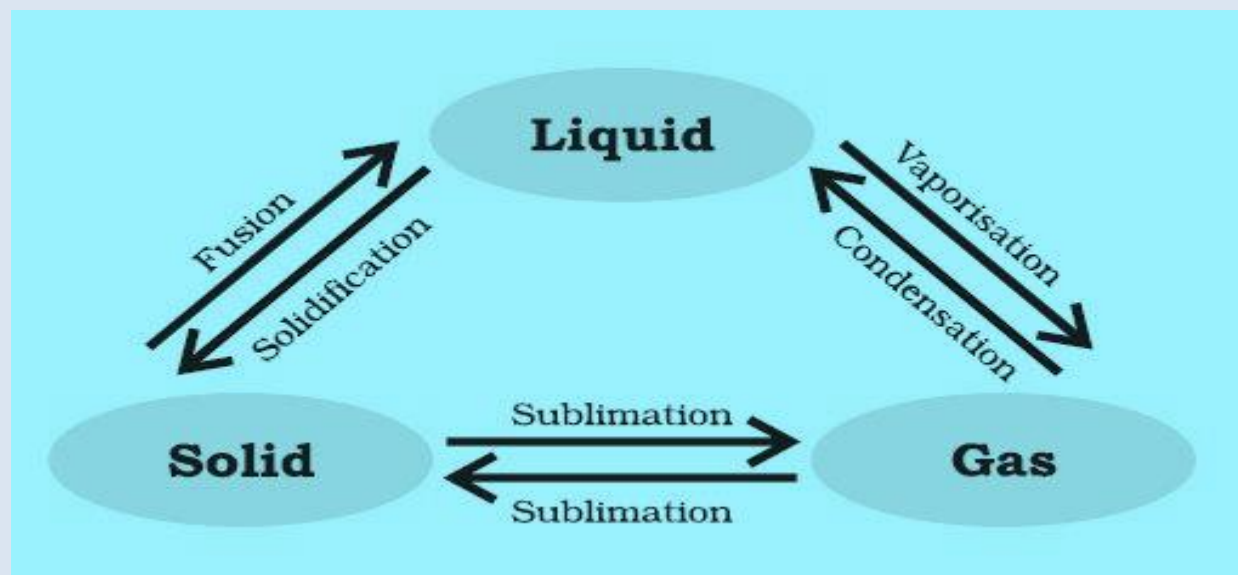 Liquid
Fusion
Solidification
Vaporisation
Condensation
Sublimation
Solid
Gas
Sublimation